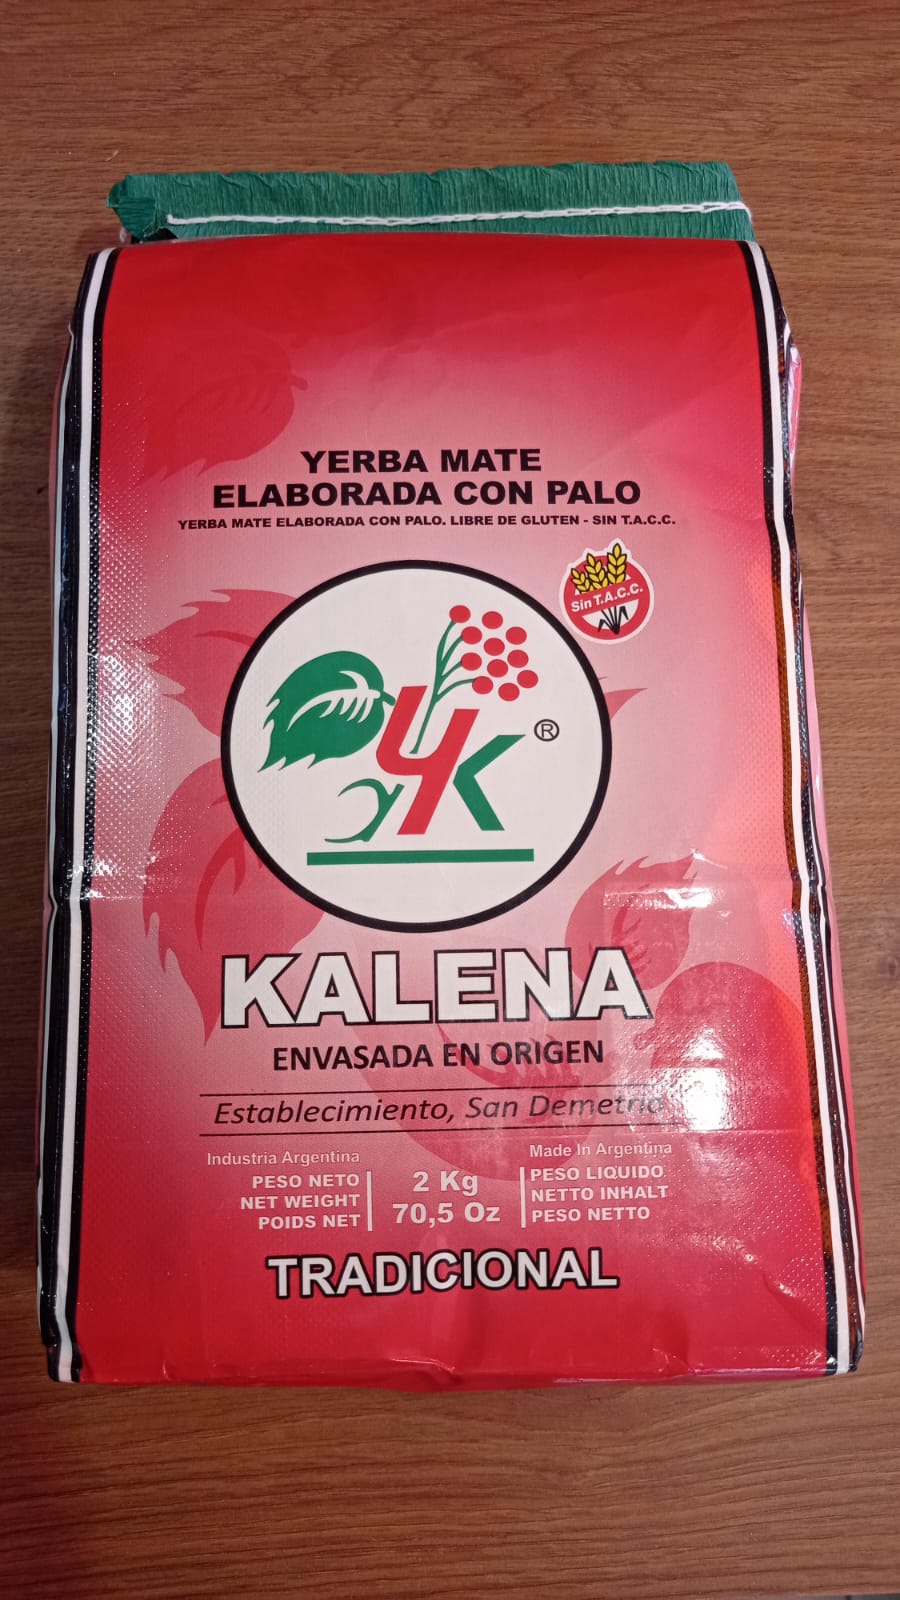 YERBA MATE
ELABORADA CON PALO
YERBA MATE ELABORADA CON PALO. LIBRE DE GLUTEN - SIN T.A.C.C.
Sin T.A.C.C.
YK®
KALENA
ENVASADA EN ORIGEN
Establecimiento, San Demetrio
Industria Argentina
PESO NETO
NET WEIGHT
POIDS NET
2 Kg
70,5 Oz
Made In Argentina
PESO LIQUIDO
NETTO INHALT
PESO NETTO
TRADICIONAL